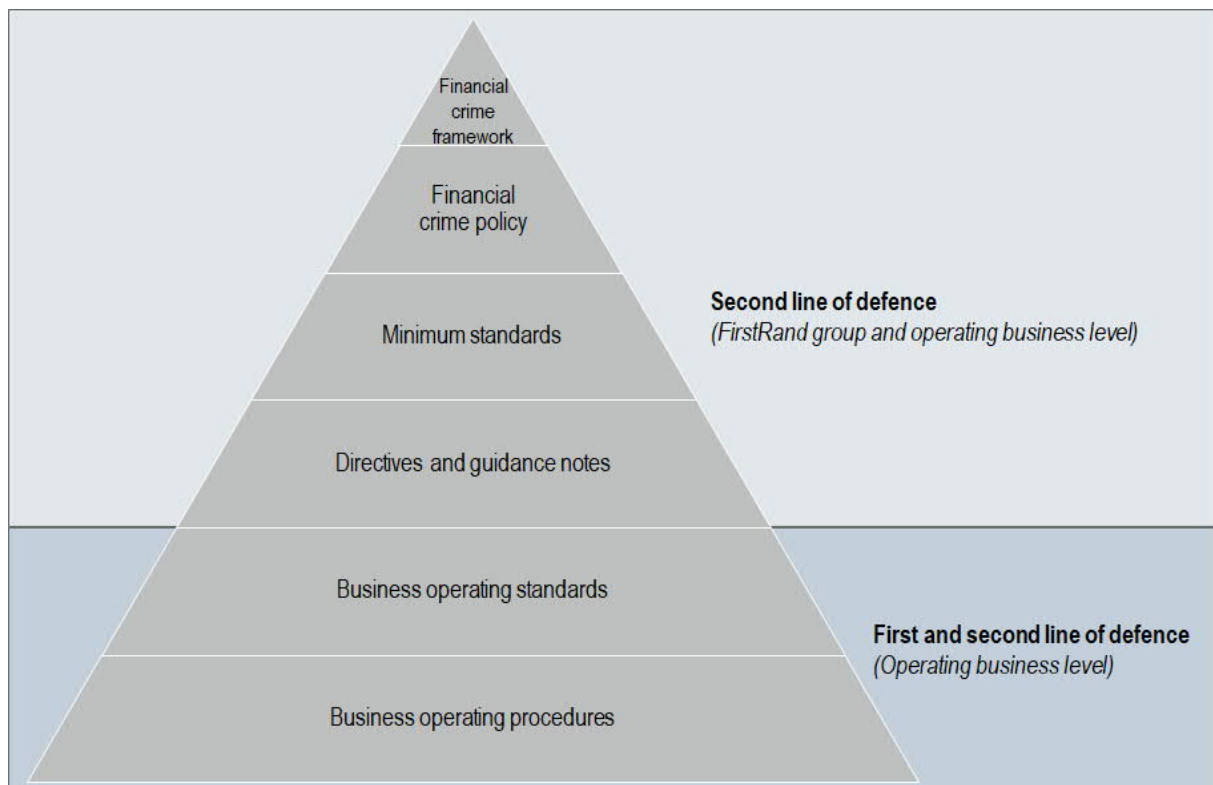 Financial
crime
framework
Financial
crime policy
Minimum standards
Second line of defence
(FirstRand group and operating business level)
Directives and guidance notes
Business operating standards
First and second line of defence
(Operating business level)
Business operating procedures